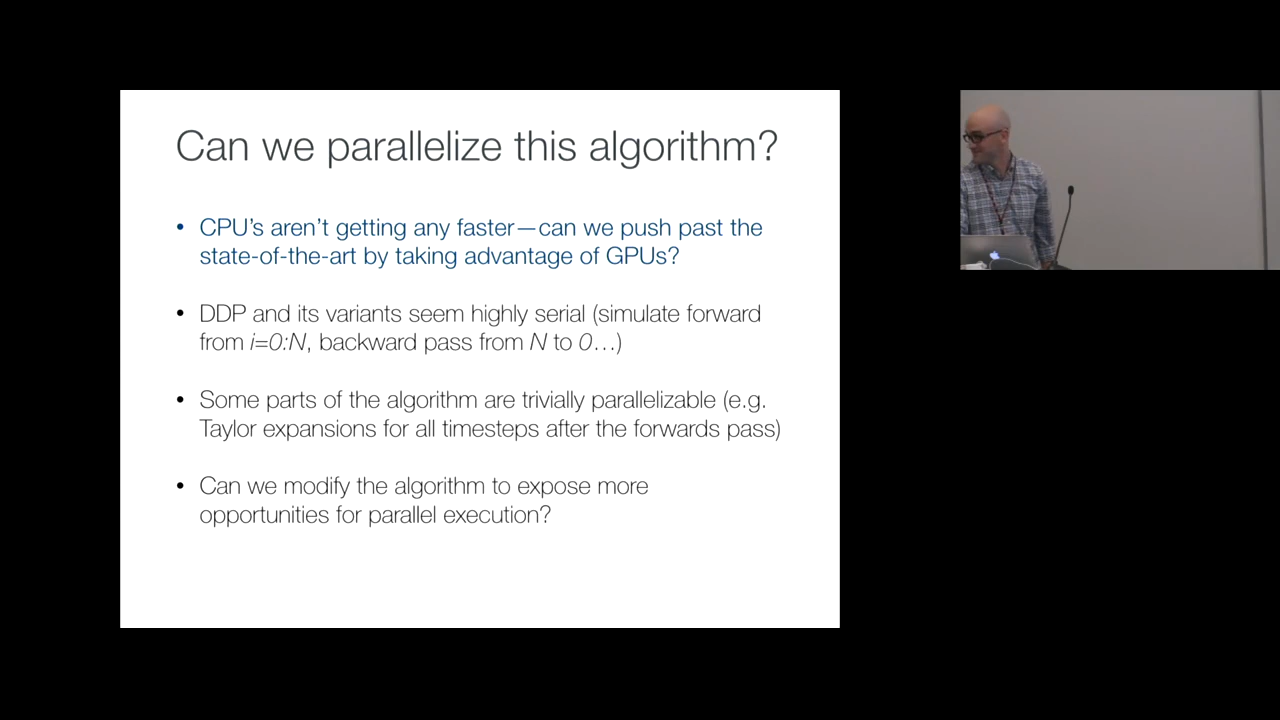 Can we parallelize this algorithm?
• CPU's aren't getting any faster—can we push past the
state-of-the-art by taking advantage of GPUs?
• DDP and its variants seem highly serial (simulate forward
from i=0:N, backward pass from N to 0…)
• Some parts of the algorithm are trivially parallelizable (e.g.
Taylor expansions for all timesteps after the forwards pass)
• Can we modify the algorithm to expose more
opportunities for parallel execution?